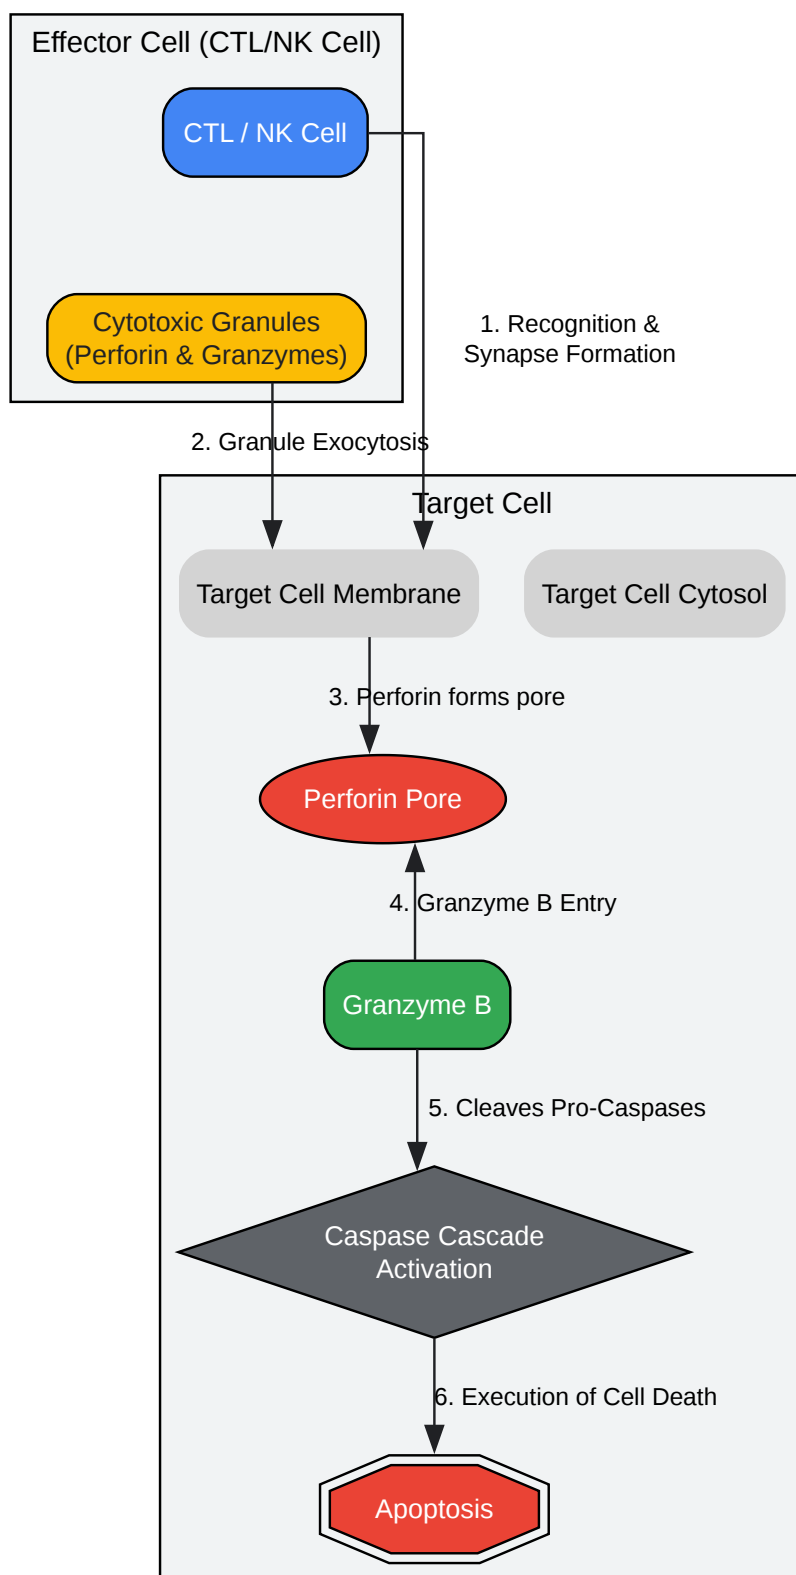 Effector Cell (CTL/NK Cell)
CTL / NK Cell
Cytotoxic Granules
(Perforin & Granzymes)
1. Recognition &
Synapse Formation
2. Granule Exocytosis
Target Cell
Target Cell Membrane
Target Cell Cytosol
3. Perforin forms pore
Perforin Pore
4. Granzyme B Entry
Granzyme B
5. Cleaves Pro-Caspases
Caspase Cascade
Activation
6. Execution of Cell Death
Apoptosis